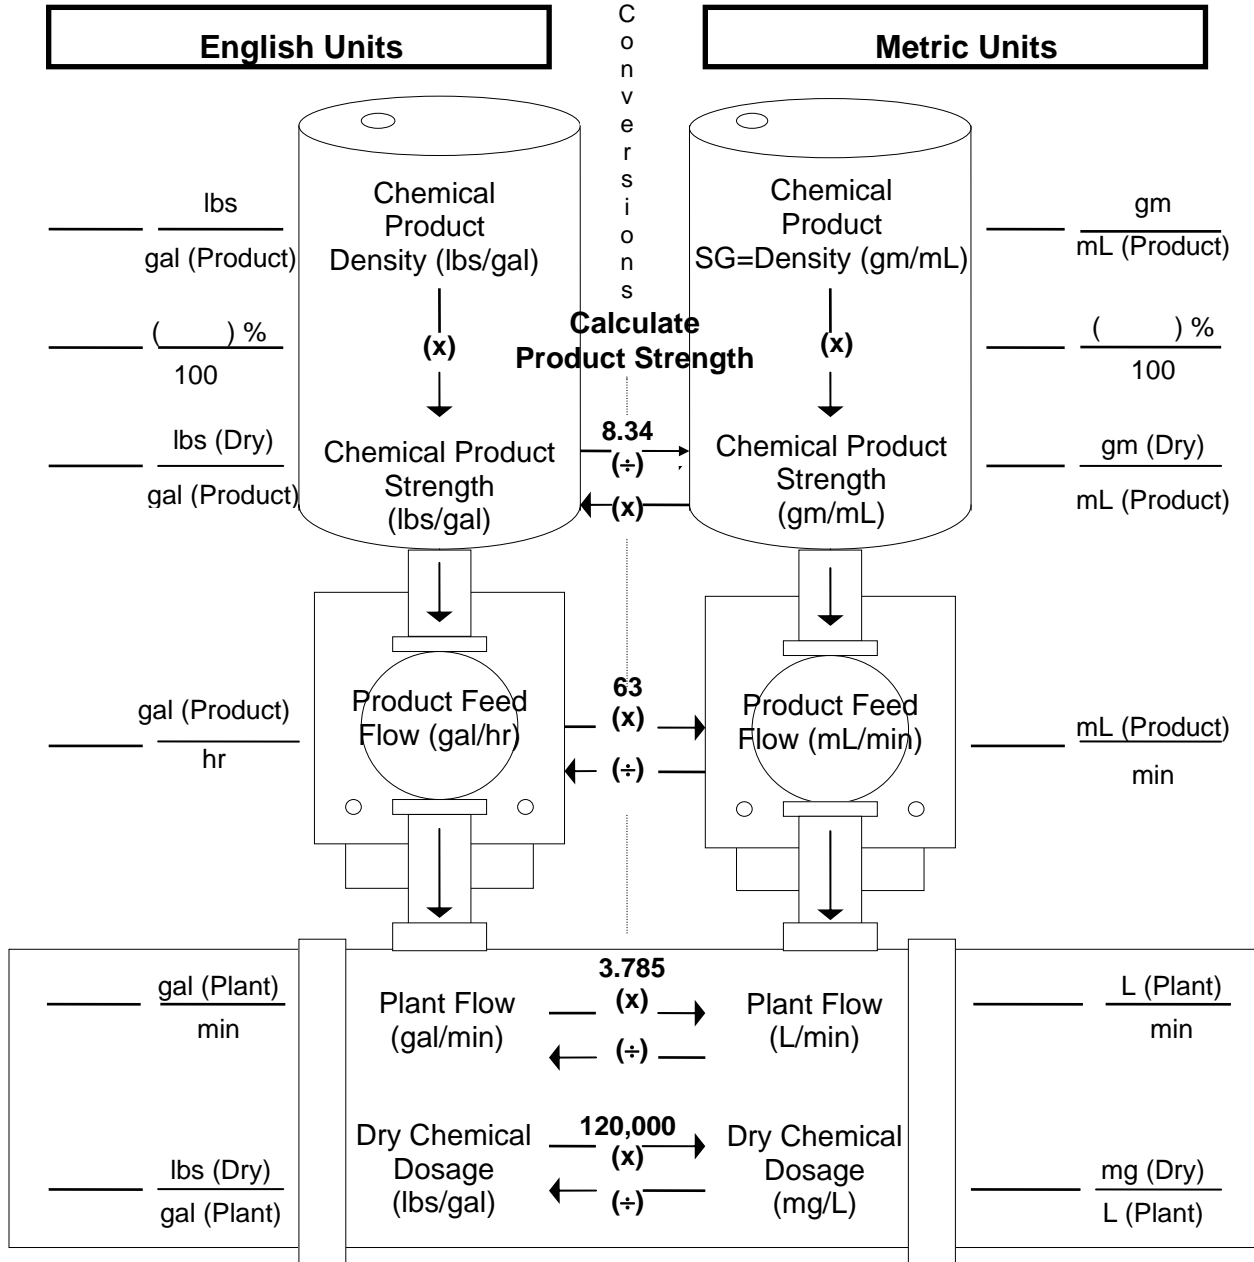 English Units
Conversions
Metric Units
lbs
gal (Product)
( ) %
100
lbs (Dry)
gal (Product)
Chemical
Product
Density (lbs/gal)
(x)
Chemical Product
Strength
(lbs/gal)
Calculate
Product Strength
8.34
(÷)
(x)
Chemical
Product
SG=Density (gm/mL)
(x)
Chemical Product
Strength
(gm/mL)
gm
mL (Product)
( ) %
100
gm (Dry)
mL (Product)
gal (Product)
hr
Product Feed
Flow (gal/hr)
63
(x)
(÷)
Product Feed
Flow (mL/min)
mL (Product)
min
gal (Plant)
min
Plant Flow
(gal/min)
3.785
(x)
(÷)
Plant Flow
(L/min)
L (Plant)
min
lbs (Dry)
gal (Plant)
Dry Chemical
Dosage
(lbs/gal)
120,000
(x)
(÷)
Dry Chemical
Dosage
(mg/L)
mg (Dry)
L (Plant)